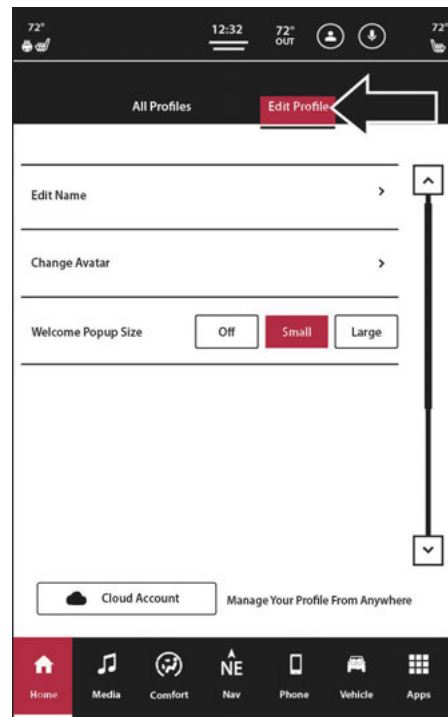 72° 12:32 72° 72°
OUT
All Profiles Edit Profile
Edit Name >
Change Avatar >
Welcome Popup Size Off Small Large
Cloud Account Manage Your Profile From Anywhere
NE
Home Media Comfort Nav Phone Vehicle Apps